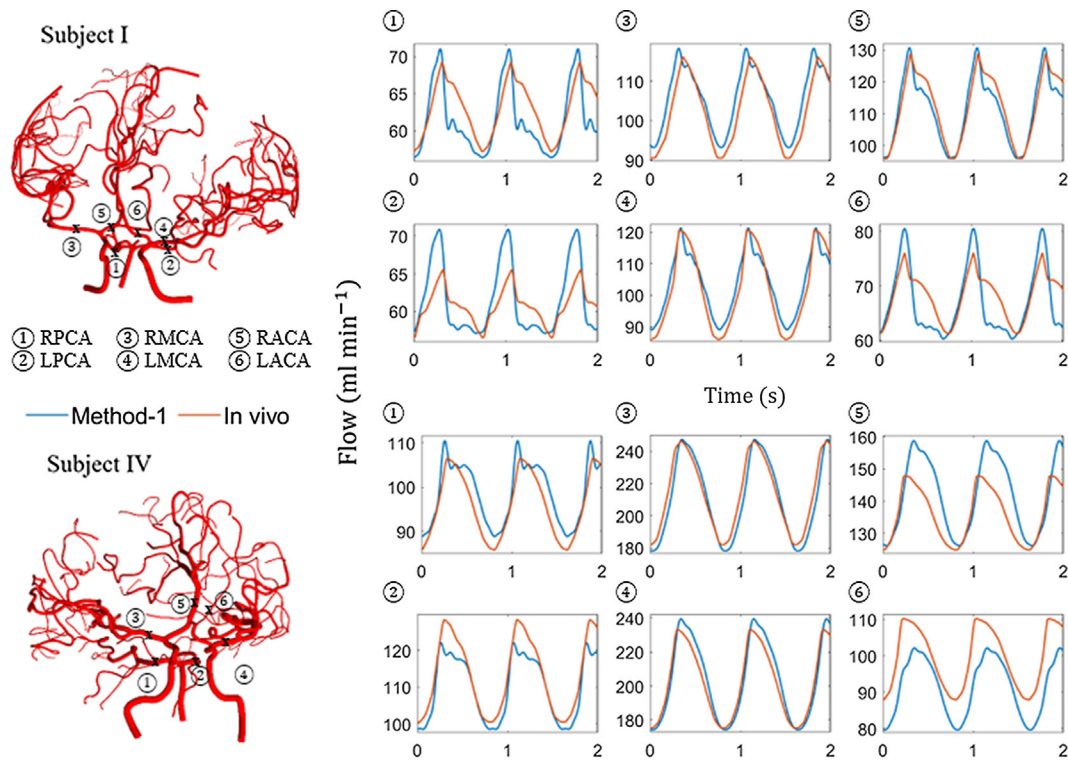 Subject I
⑤ ⑥ ④
③ ① ②
① RPCA ③ RMCA ⑤ RACA
② LPCA ④ LMCA ⑥ LACA
Method-1 In vivo
Subject IV
⑤ ⑥
③
① ② ④
Flow (ml min⁻¹)
Time (s)
①
70
65
60
0 1 2
③
110
100
90
0 1 2
⑤
130
120
110
100
0 1 2
②
70
65
60
0 1 2
④
120
110
100
90
0 1 2
⑥
80
70
60
0 1 2
①
110
100
90
0 1 2
③
240
220
200
180
0 1 2
⑤
160
150
140
130
0 1 2
②
120
110
100
0 1 2
④
240
220
200
180
0 1 2
⑥
110
100
90
80
0 1 2